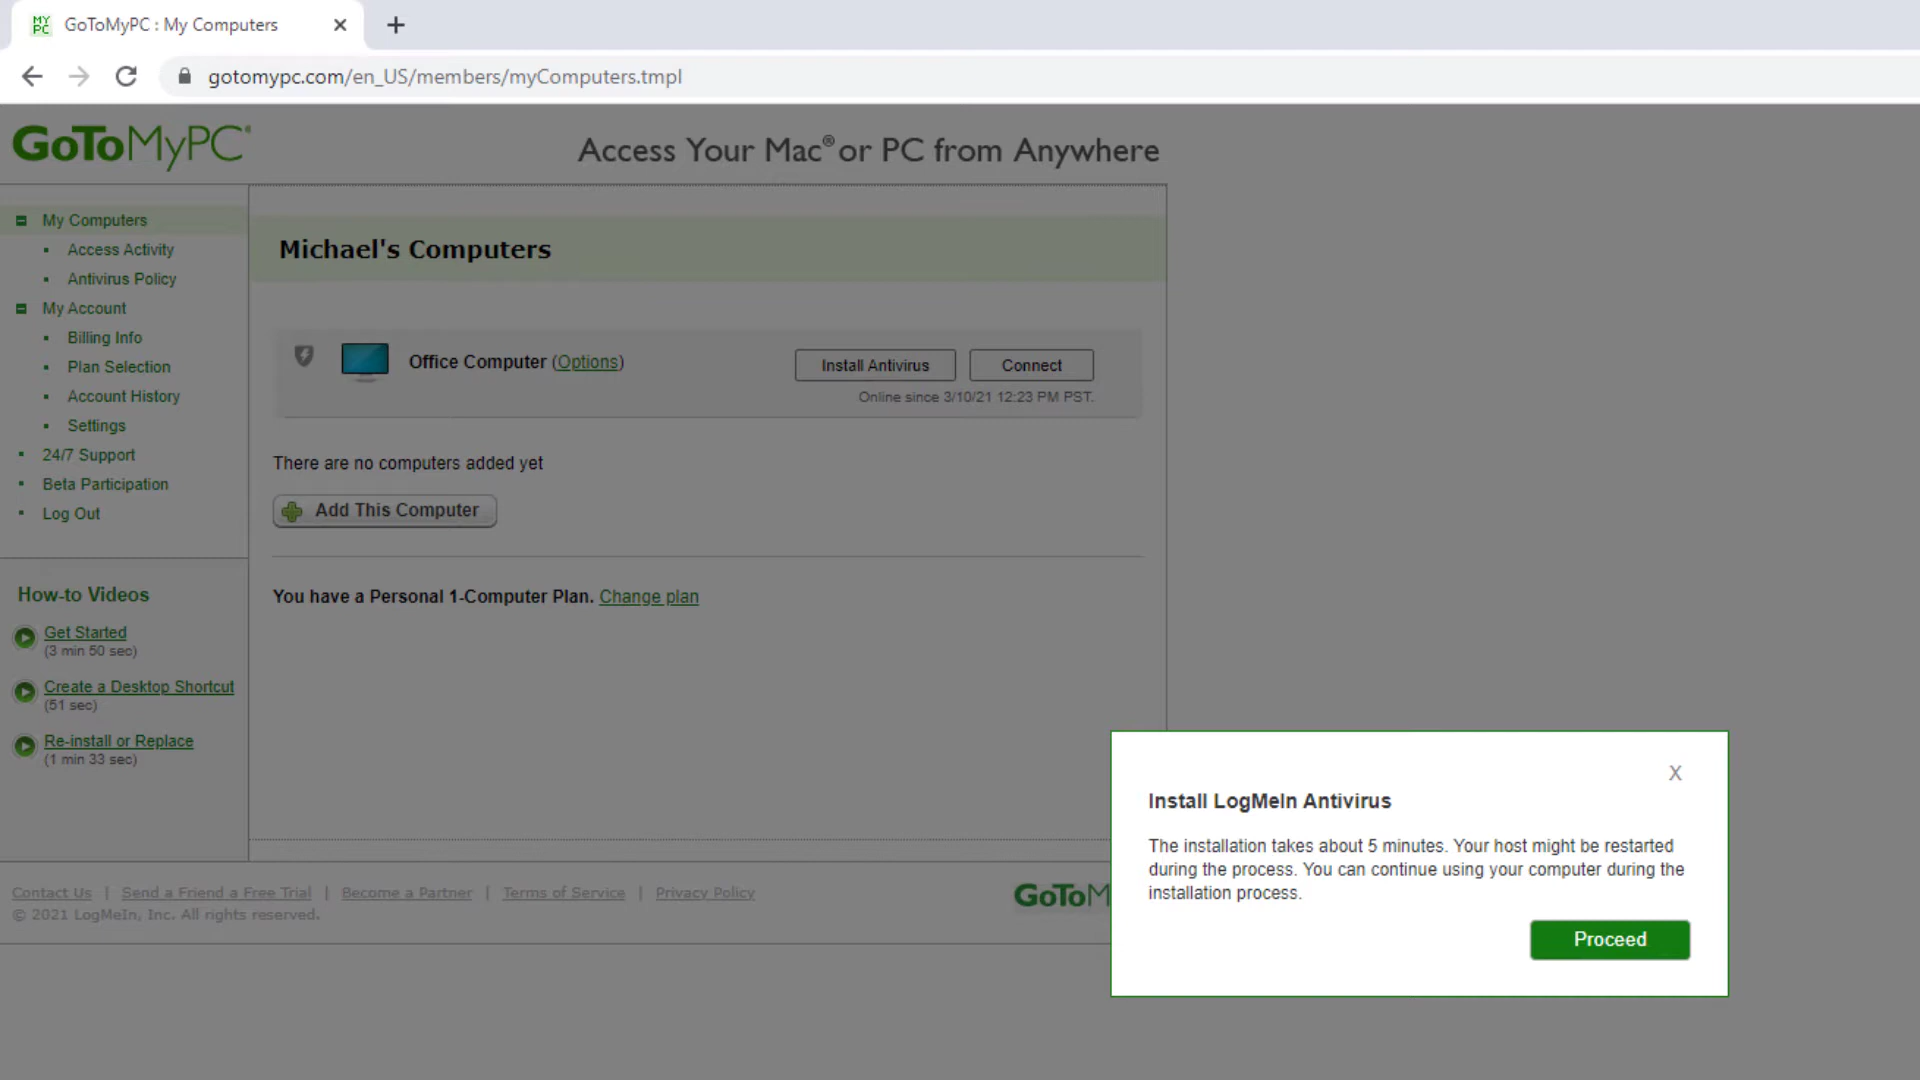 MY PC
GoToMyPC : My Computers
gotomypc.com/en_US/members/myComputers.tmpl
GoToMyPC®
Access Your Mac® or PC from Anywhere
My Computers
Access Activity
Antivirus Policy
My Account
Billing Info
Plan Selection
Account History
Settings
24/7 Support
Beta Participation
Log Out
How-to Videos
Get Started
(3 min 50 sec)
Create a Desktop Shortcut
(51 sec)
Re-install or Replace
(1 min 33 sec)
Michael's Computers
Office Computer (Options)
Install Antivirus
Connect
Online since 3/10/21 12:23 PM PST.
There are no computers added yet
Add This Computer
You have a Personal 1-Computer Plan. Change plan
Contact Us | Send a Friend a Free Trial | Become a Partner | Terms of Service | Privacy Policy
© 2021 LogMeIn, Inc. All rights reserved.
GoToM
X
Install LogMeIn Antivirus
The installation takes about 5 minutes. Your host might be restarted
during the process. You can continue using your computer during the
installation process.
Proceed